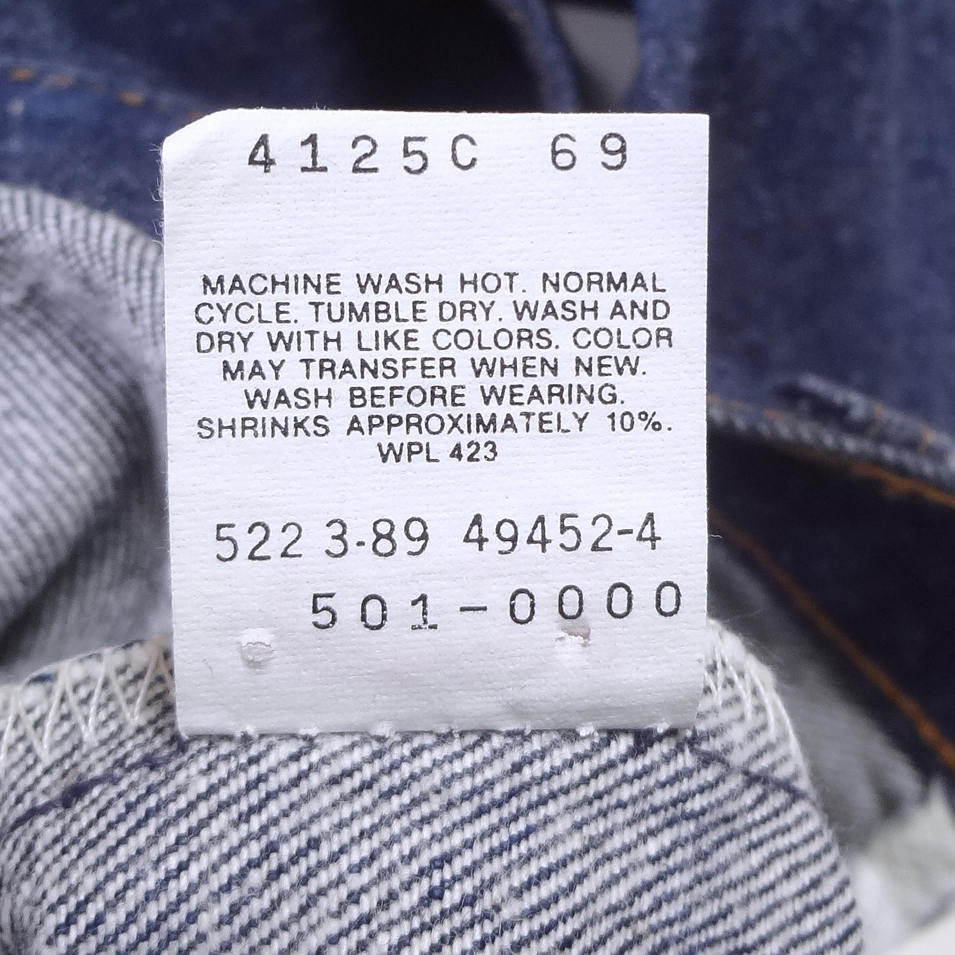 4125C 69
MACHINE WASH HOT. NORMAL
CYCLE. TUMBLE DRY. WASH AND
DRY WITH LIKE COLORS. COLOR
MAY TRANSFER WHEN NEW.
WASH BEFORE WEARING.
SHRINKS APPROXIMATELY 10%.
WPL 423
522 3-89 49452-4
501-0000